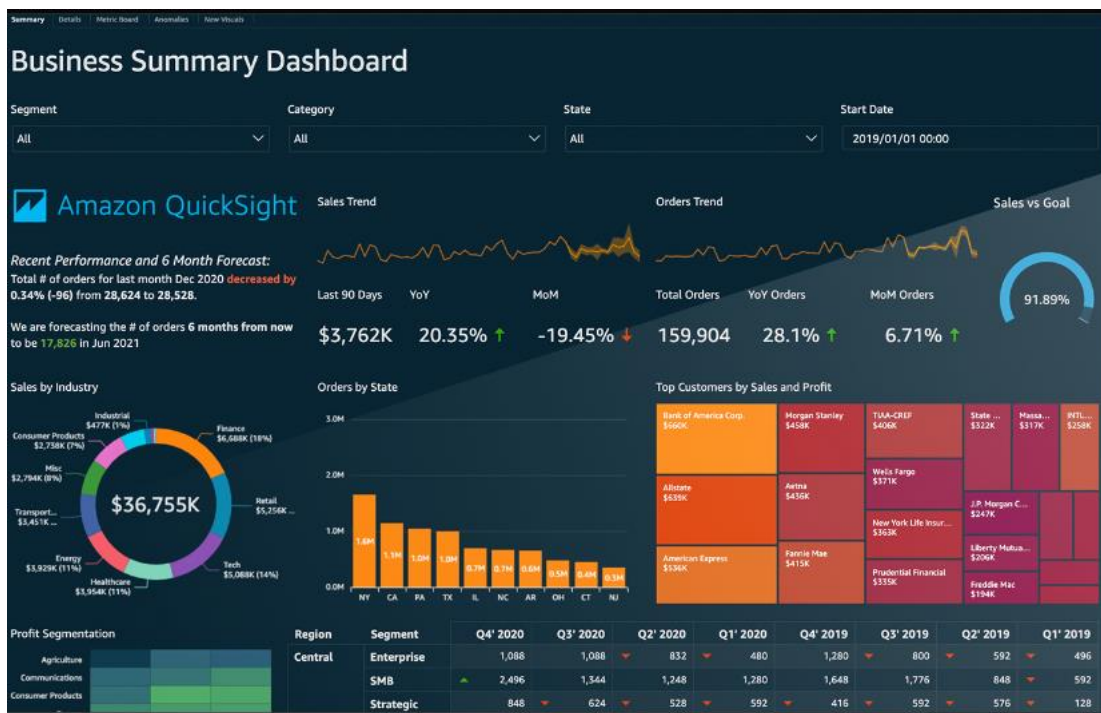 Summary Details Metric Board Anomalies New Visuals
Business Summary Dashboard
Segment Category State Start Date
All All All 2019/01/01 00:00
Amazon QuickSight
Recent Performance and 6 Month Forecast:
Total # of orders for last month Dec 2020 decreased by
0.34% (-96) from 28,624 to 28,528.
We are forecasting the # of orders 6 months from now
to be 17,826 in Jun 2021
Sales Trend
Last 90 Days YoY MoM
$3,762K 20.35% -19.45%
Orders Trend
Total Orders YoY Orders MoM Orders
159,904 28.1% 6.71%
Sales vs Goal
91.89%
Sales by Industry
Industrial
$477K (1%)
Consumer Products
$2,738K (7%)
Misc
$2,794K (8%)
Transport...
$3,451K ...
Energy
$3,929K (11%)
Healthcare
$3,954K (11%)
Tech
$5,088K (14%)
Retail
$5,256K ...
Finance
$6,688K (18%)
$36,755K
Orders by State
3.0M
2.0M
1.0M
0.0M
1.6M 1.1M 1.0M 1.0M 0.7M 0.7M 0.6M 0.5M 0.4M 0.3M
NY CA PA TX IL NC AR OH CT NJ
Top Customers by Sales and Profit
Bank of America Corp.
$660K
Allstate
$639K
American Express
$536K
Morgan Stanley
$458K
Aetna
$436K
Fannie Mae
$415K
TIAA-CREF
$406K
Wells Fargo
$371K
New York Life Insur...
$363K
Prudential Financial
$335K
State ...
$322K
Massa...
$317K
INTL...
$258K
J.P. Morgan C...
$247K
Liberty Mutua...
$206K
Freddie Mac
$194K
Profit Segmentation
Agriculture
Communications
Consumer Products
Region Segment Q4' 2020 Q3' 2020 Q2' 2020 Q1' 2020 Q4' 2019 Q3' 2019 Q2' 2019 Q1' 2019
Central Enterprise 1,088 1,088 832 480 1,280 800 592 496
SMB 2,496 1,344 1,248 1,280 1,648 1,776 848 592
Strategic 848 624 528 592 416 592 576 128